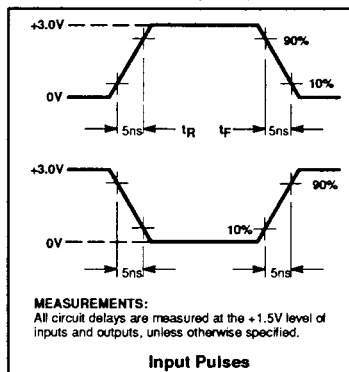 +3.0V
90%
10%
0V
5ns tR tF 5ns
+3.0V
90%
10%
0V
5ns 5ns
MEASUREMENTS:
All circuit delays are measured at the +1.5V level of
inputs and outputs, unless otherwise specified.
Input Pulses